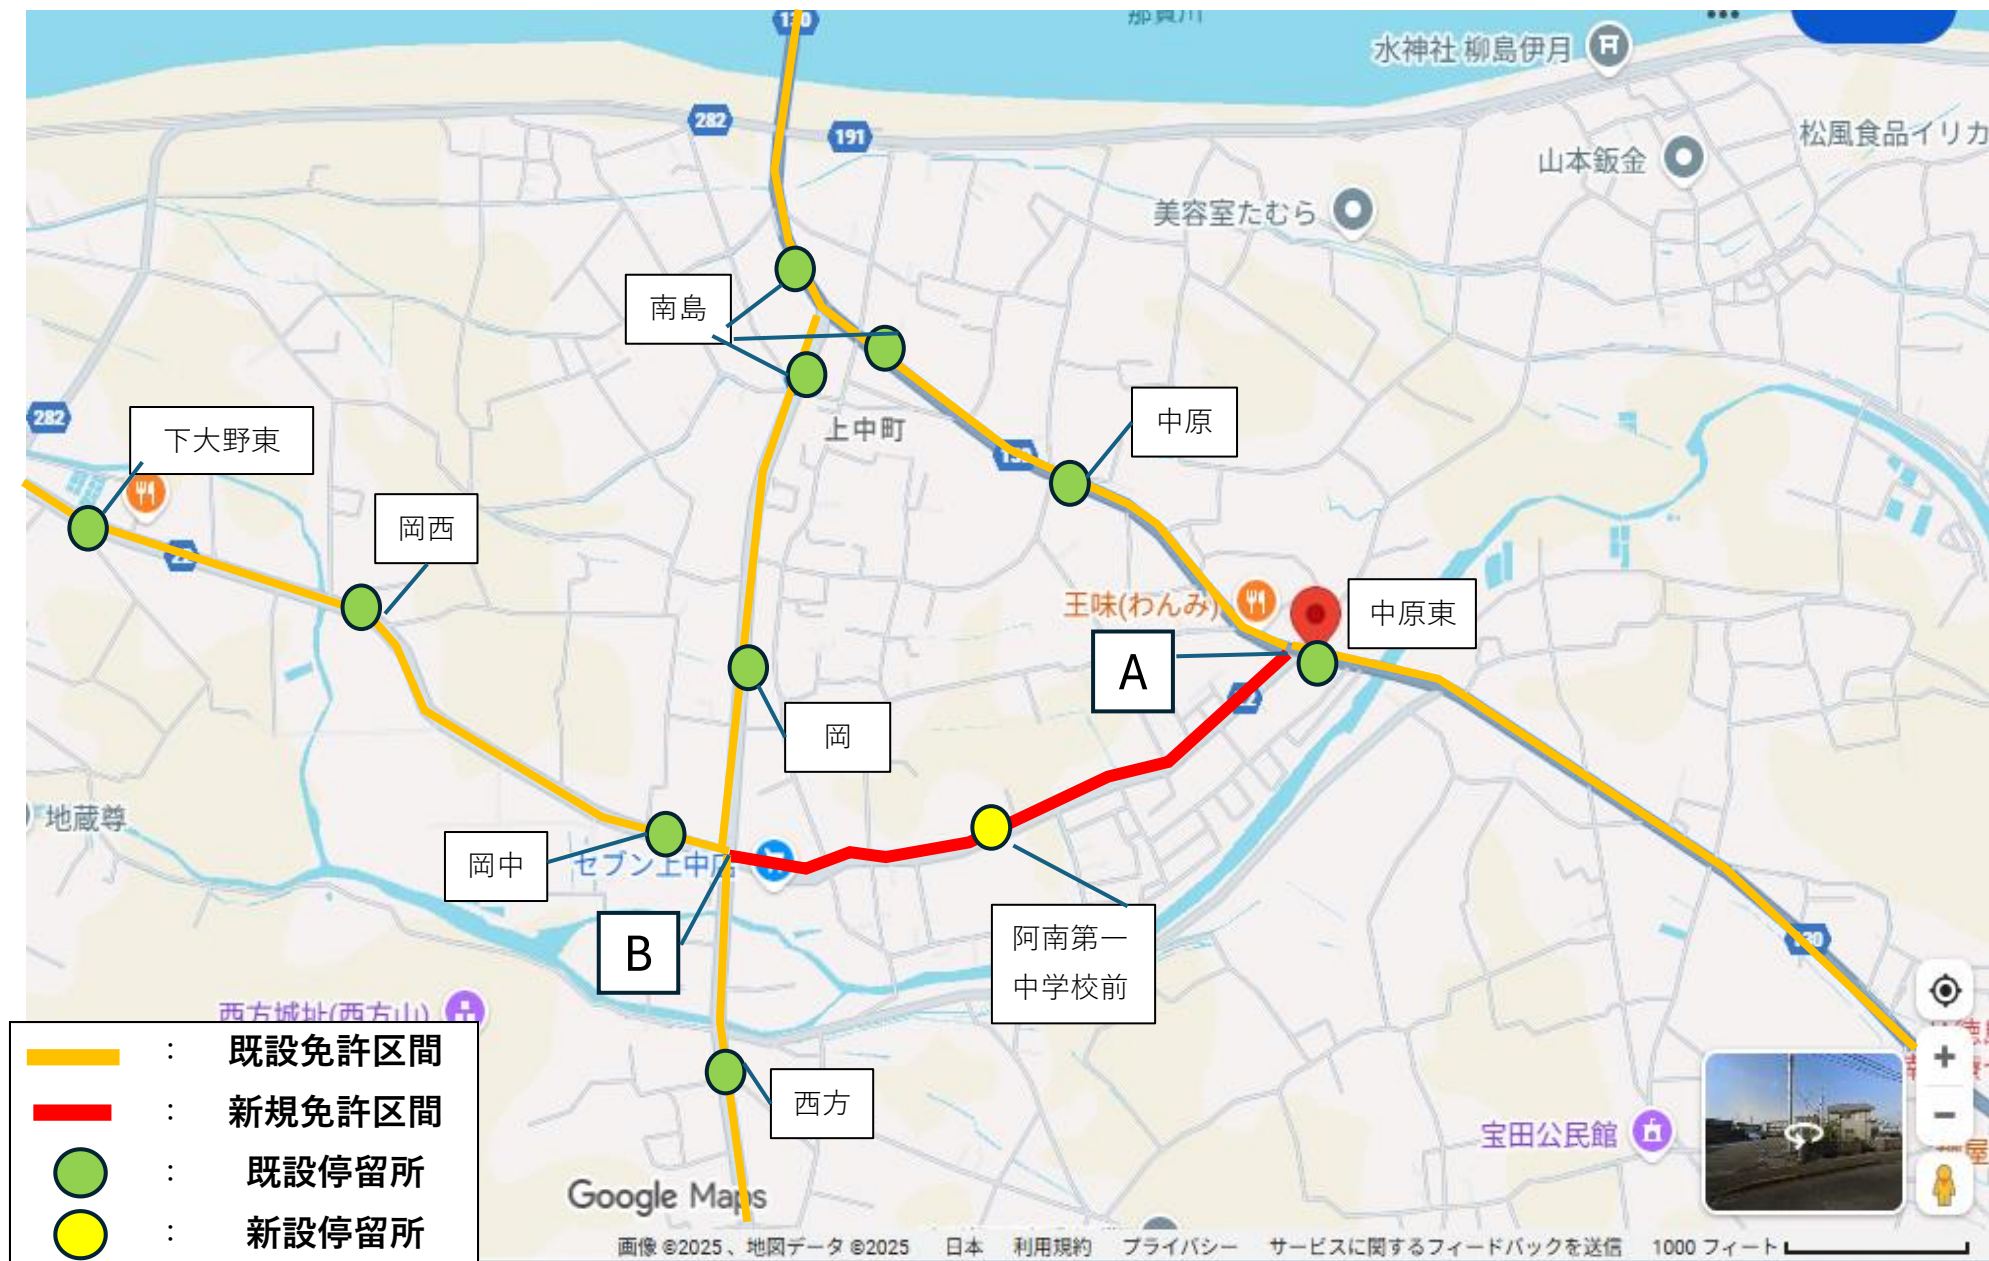 130
那賀川
水神社 柳島伊月
282
191
松風食品イリカ
山本鈑金
美容室たむら
南島
282
下大野東
上中町
中原
岡西
王味(わんみ)
中原東
A
岡
地蔵尊
岡中
セブン上中店
B
阿南第一
中学校前
130
西方城址(西方山)
: 既設免許区間
: 新規免許区間
: 既設停留所
: 新設停留所
西方
宝田公民館
Google Maps
画像 ©2025 、地図データ ©2025 日本 利用規約 プライバシー サービスに関するフィードバックを送信 1000 フィート